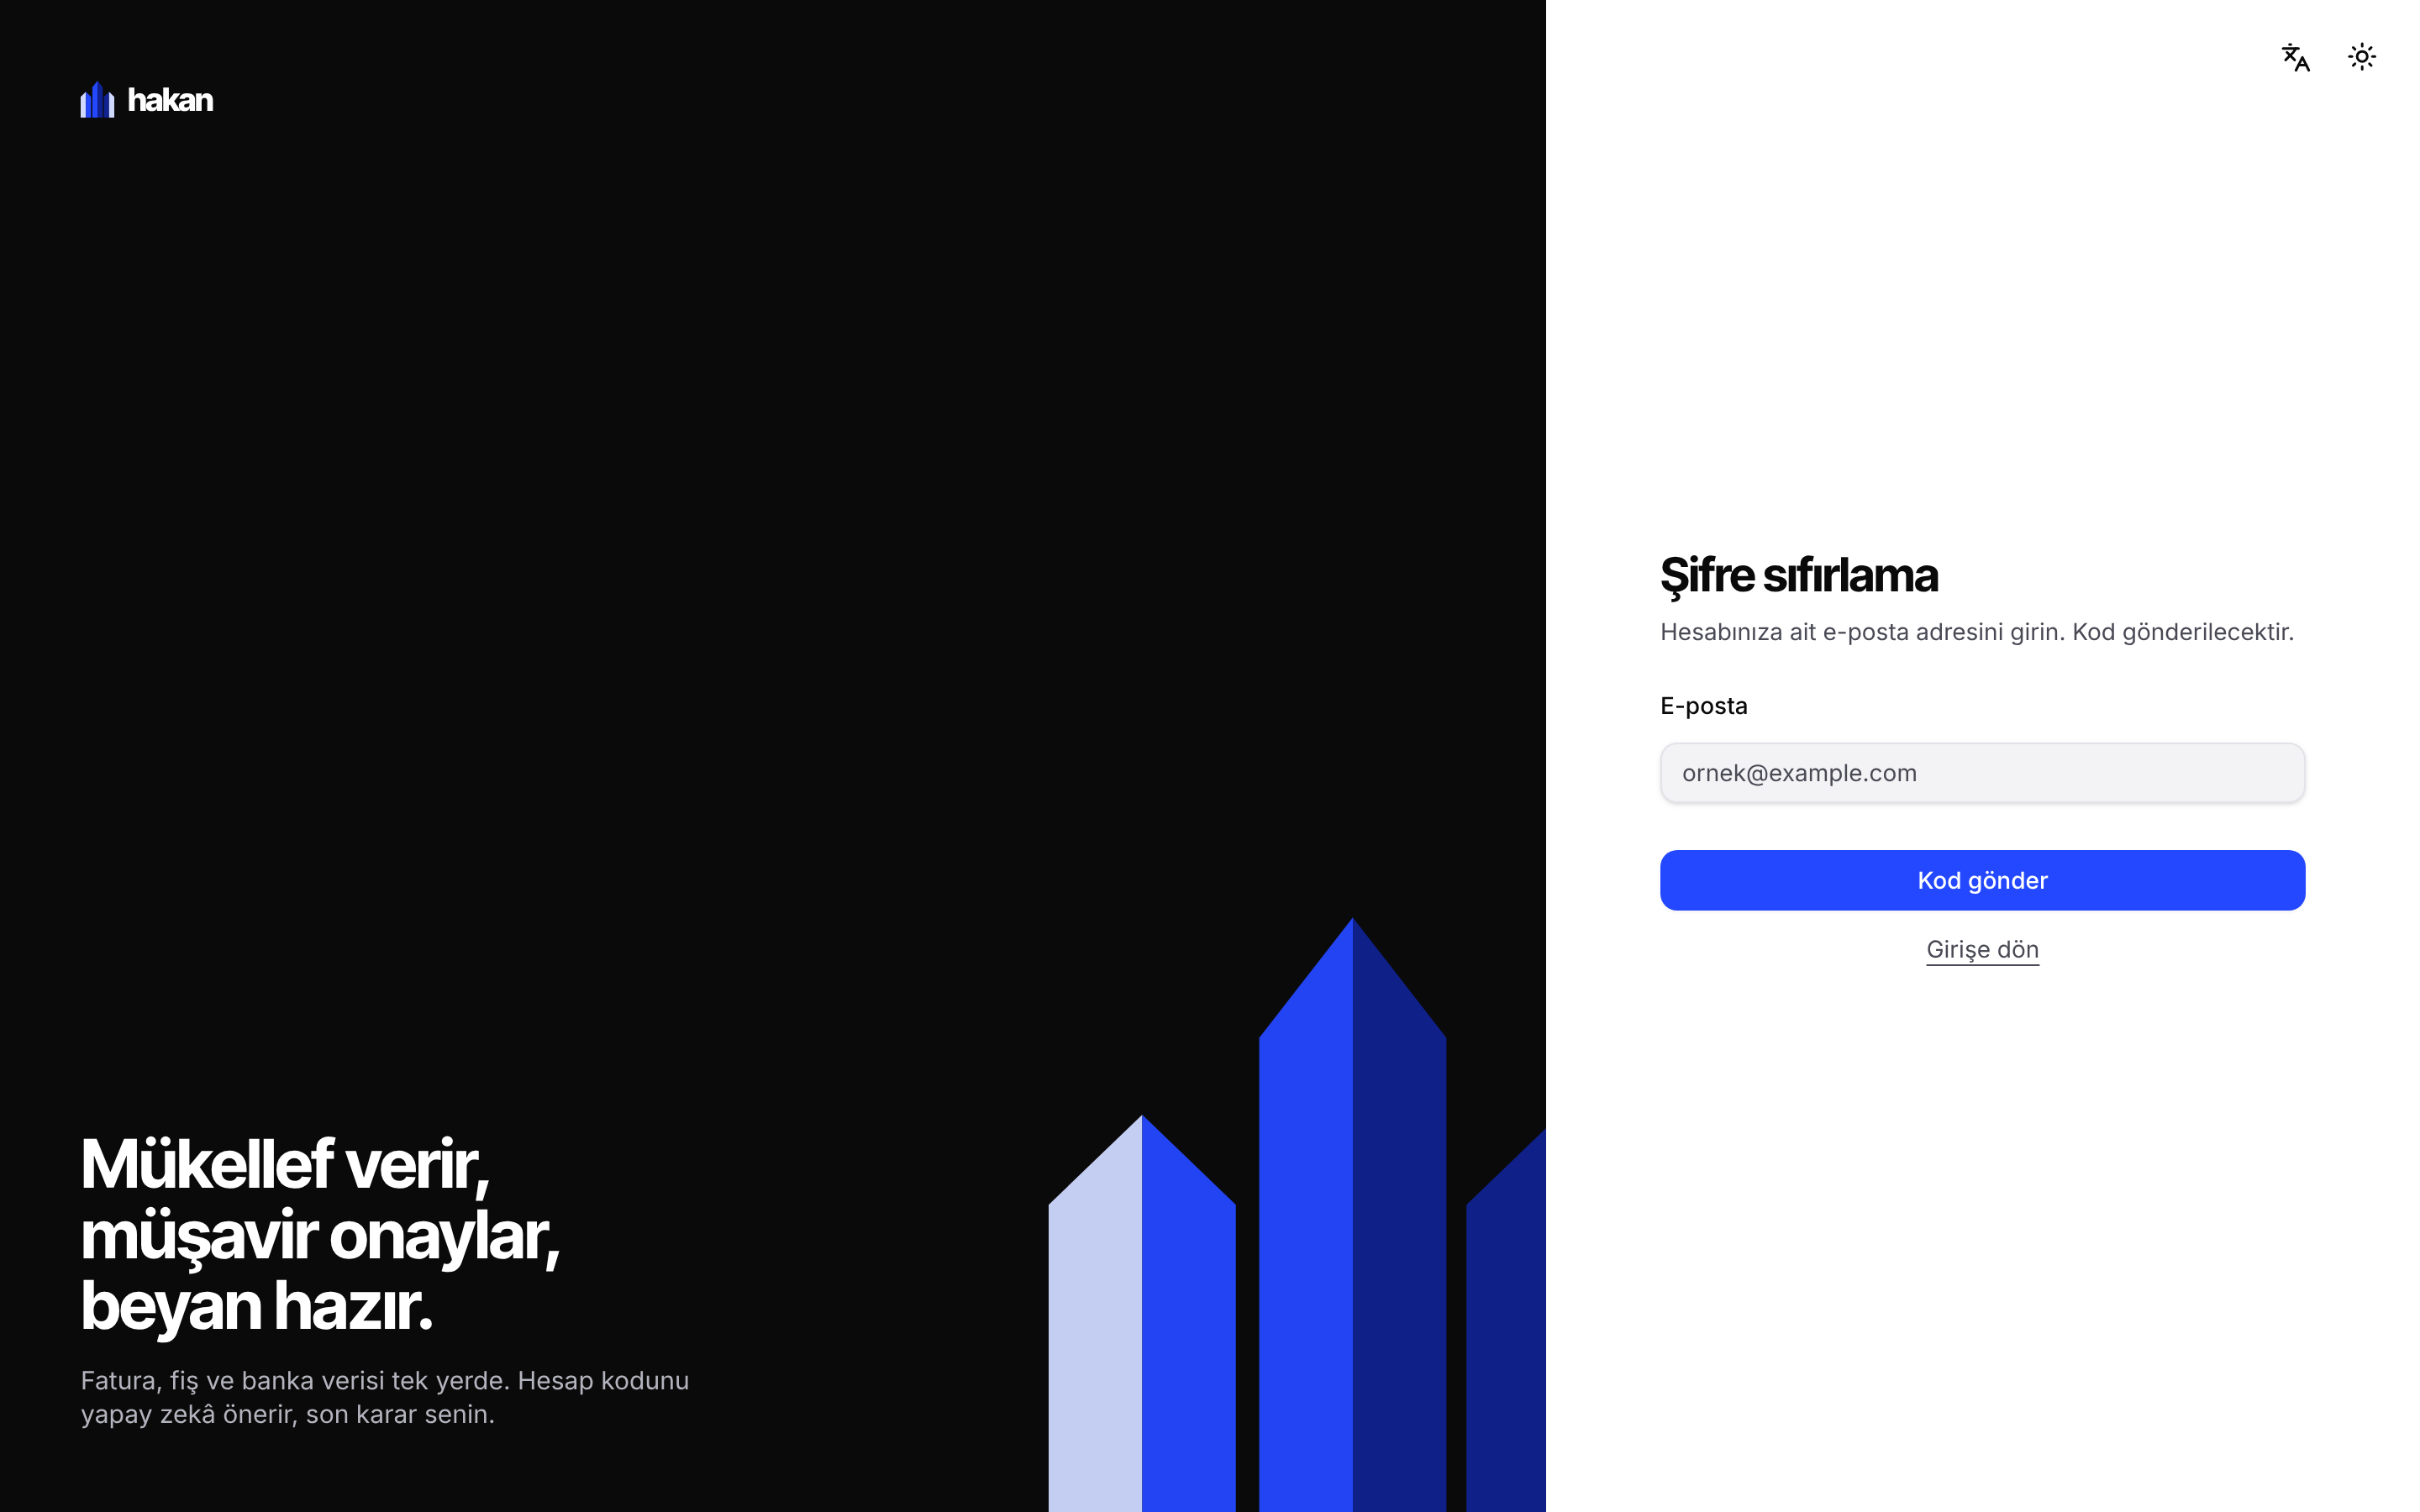 hakan
Mükellef verir,
müşavir onaylar,
beyan hazır.
Fatura, fiş ve banka verisi tek yerde. Hesap kodunu
yapay zekâ önerir, son karar senin.
Şifre sıfırlama
Hesabınıza ait e-posta adresini girin. Kod gönderilecektir.
E-posta
ornek@example.com
Kod gönder
Girişe dön